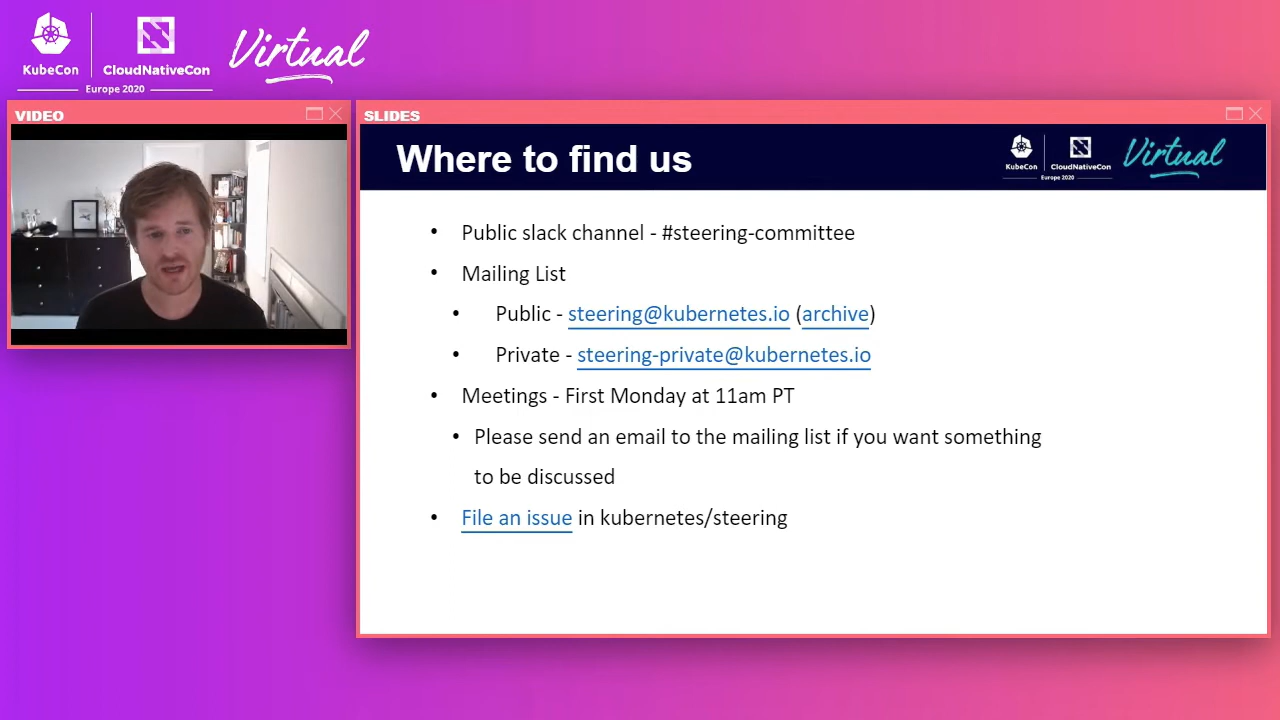 KubeCon
CloudNativeCon
Virtual
Europe 2020
VIDEO
SLIDES
Where to find us
KubeCon
CloudNativeCon
Virtual
Europe 2020
• Public slack channel - #steering-committee
• Mailing List
• Public - steering@kubernetes.io (archive)
• Private - steering-private@kubernetes.io
• Meetings - First Monday at 11am PT
• Please send an email to the mailing list if you want something
to be discussed
• File an issue in kubernetes/steering